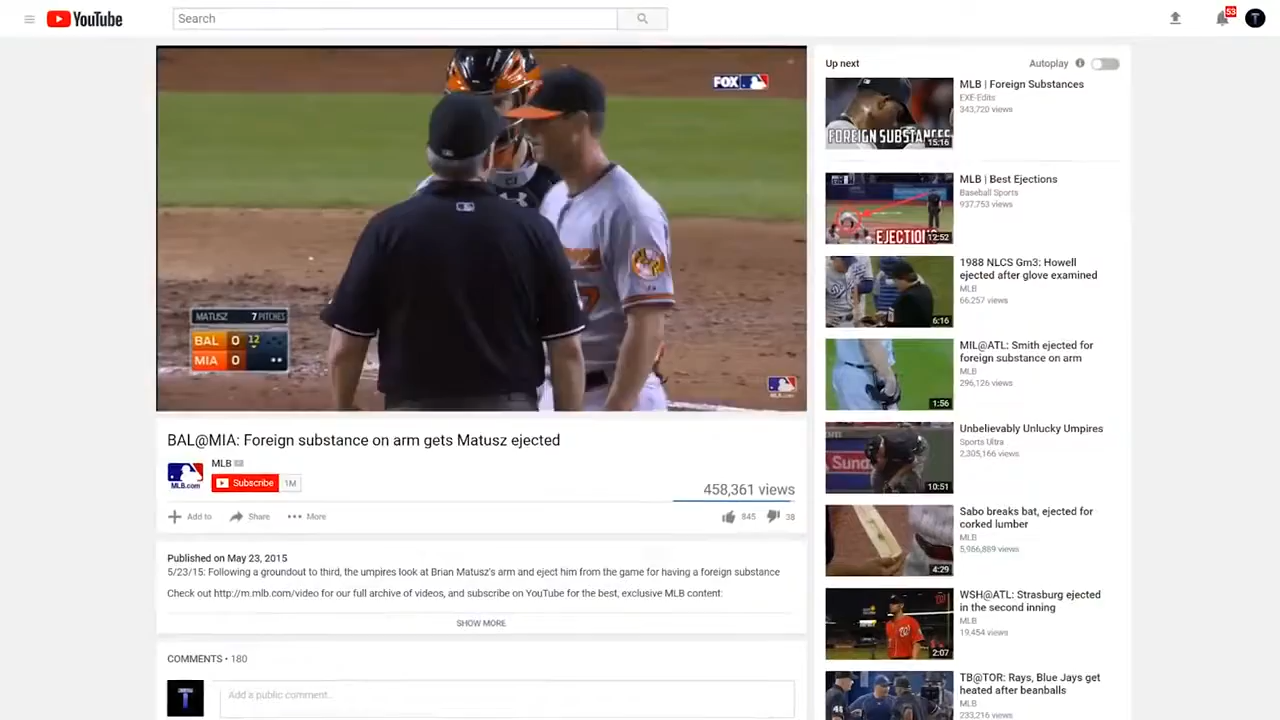 YouTube
Search
53
T
FOX
MATUSZ 7 PITCHES
BAL 0 12
MIA 0
MLB.com
BAL@MIA: Foreign substance on arm gets Matusz ejected
MLB.com
MLB
Subscribe 1M
458,361 views
Add to Share More
845 38
Published on May 23, 2015
5/23/15: Following a groundout to third, the umpires look at Brian Matusz's arm and eject him from the game for having a foreign substance
Check out http://m.mlb.com/video for our full archive of videos, and subscribe on YouTube for the best, exclusive MLB content:
SHOW MORE
COMMENTS • 180
T
Add a public comment..
Up next
Autoplay
FOREIGN SUBSTANCES
15:16
MLB | Foreign Substances
EXE-Edits
343,720 views
EJECTIONS
12:52
MLB | Best Ejections
Baseball Sports
937,753 views
6:16
1988 NLCS Gm3: Howell
ejected after glove examined
MLB
66,257 views
1:56
MIL@ATL: Smith ejected for
foreign substance on arm
MLB
296,126 views
Sund
10:51
Unbelievably Unlucky Umpires
Sports Ultra
2,305,166 views
4:29
Sabo breaks bat, ejected for
corked lumber
MLB
5,966,889 views
2:07
WSH@ATL: Strasburg ejected
in the second inning
MLB
19,454 views
TB@TOR: Rays, Blue Jays get
heated after beanballs
MLB
233,216 views